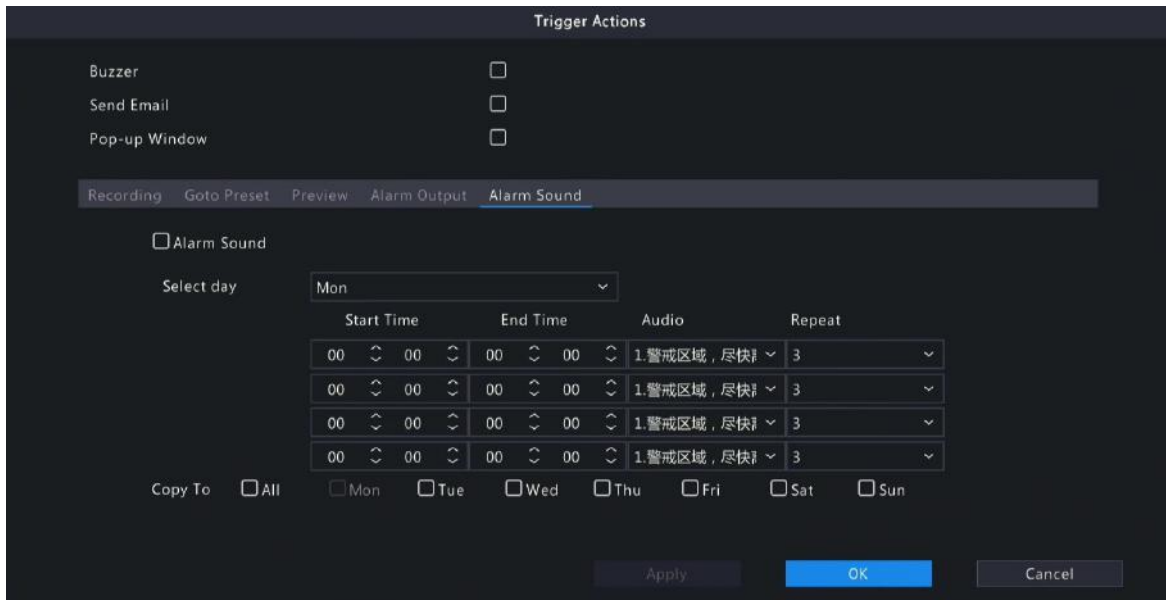 Trigger Actions
Buzzer
Send Email
Pop-up Window
Recording Goto Preset Preview Alarm Output Alarm Sound
Alarm Sound
Select day Mon
Start Time End Time Audio Repeat
00 00 00 00 1.警戒区域，尽快 3
00 00 00 00 1.警戒区域，尽快 3
00 00 00 00 1.警戒区域，尽快 3
00 00 00 00 1.警戒区域，尽快 3
Copy To All Mon Tue Wed Thu Fri Sat Sun
Apply OK Cancel